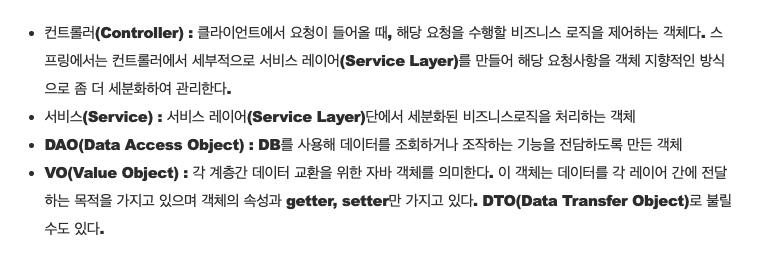 • 컨트롤러(Controller) : 클라이언트에서 요청이 들어올 때, 해당 요청을 수행할 비즈니스 로직을 제어하는 객체다. 스
프링에서는 컨트롤러에서 세부적으로 서비스 레이어(Service Layer)를 만들어 해당 요청사항을 객체 지향적인 방식
으로 좀 더 세분화하여 관리한다.
• 서비스(Service) : 서비스 레이어(Service Layer)단에서 세분화된 비즈니스로직을 처리하는 객체
• DAO(Data Access Object) : DB를 사용해 데이터를 조회하거나 조작하는 기능을 전담하도록 만든 객체
• VO(Value Object) : 각 계층간 데이터 교환을 위한 자바 객체를 의미한다. 이 객체는 데이터를 각 레이어 간에 전달
하는 목적을 가지고 있으며 객체의 속성과 getter, setter만 가지고 있다. DTO(Data Transfer Object)로 불릴
수도 있다.